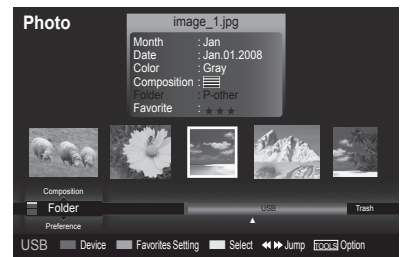 Photo
image_1.jpg
Month : Jan
Date : Jan.01.2008
Color : Gray
Composition :
Folder : P-other
Favorite : ★★★
Composition
Folder
Preference
USB
Trash
USB Device Favorites Setting Select ◀◀ ▶▶ Jump TOOLS Option